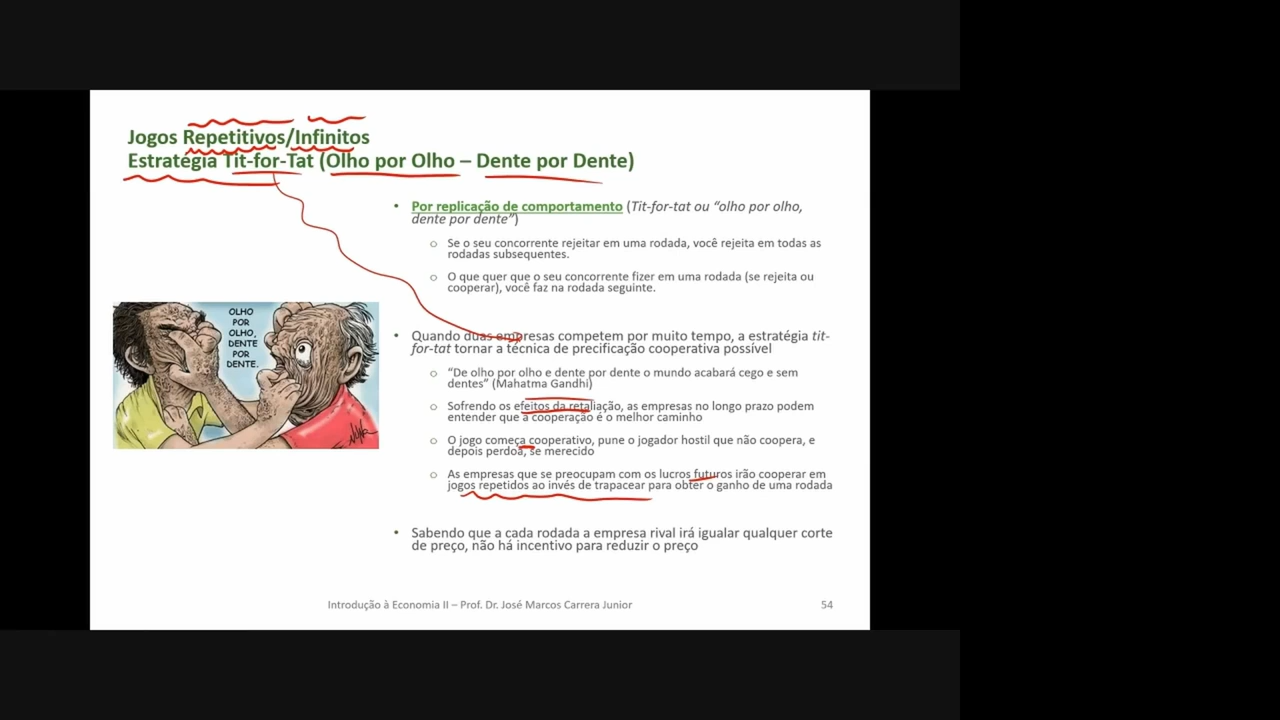 Jogos Repetitivos/Infinitos
Estratégia Tit-for-Tat (Olho por Olho – Dente por Dente)
• Por replicação de comportamento (Tit-for-tat ou “olho por olho,
dente por dente”)
o Se o seu concorrente rejeitar em uma rodada, você rejeita em todas as
rodadas subsequentes.
o O que quer que o seu concorrente fizer em uma rodada (se rejeita ou
cooperar), você faz na rodada seguinte.
OLHO
POR
OLHO,
DENTE
POR
DENTE.
• Quando duas empresas competem por muito tempo, a estratégia tit-
for-tat tornar a técnica de precificação cooperativa possível
o “De olho por olho e dente por dente o mundo acabará cego e sem
dentes” (Mahatma Gandhi)
o Sofrendo os efeitos da retaliação, as empresas no longo prazo podem
entender que a cooperação é o melhor caminho
o O jogo começa cooperativo, pune o jogador hostil que não coopera, e
depois perdoa, se merecido
o As empresas que se preocupam com os lucros futuros irão cooperar em
jogos repetidos ao invés de trapacear para obter o ganho de uma rodada
• Sabendo que a cada rodada a empresa rival irá igualar qualquer corte
de preço, não há incentivo para reduzir o preço
Introdução à Economia II – Prof. Dr. José Marcos Carrera Junior
54